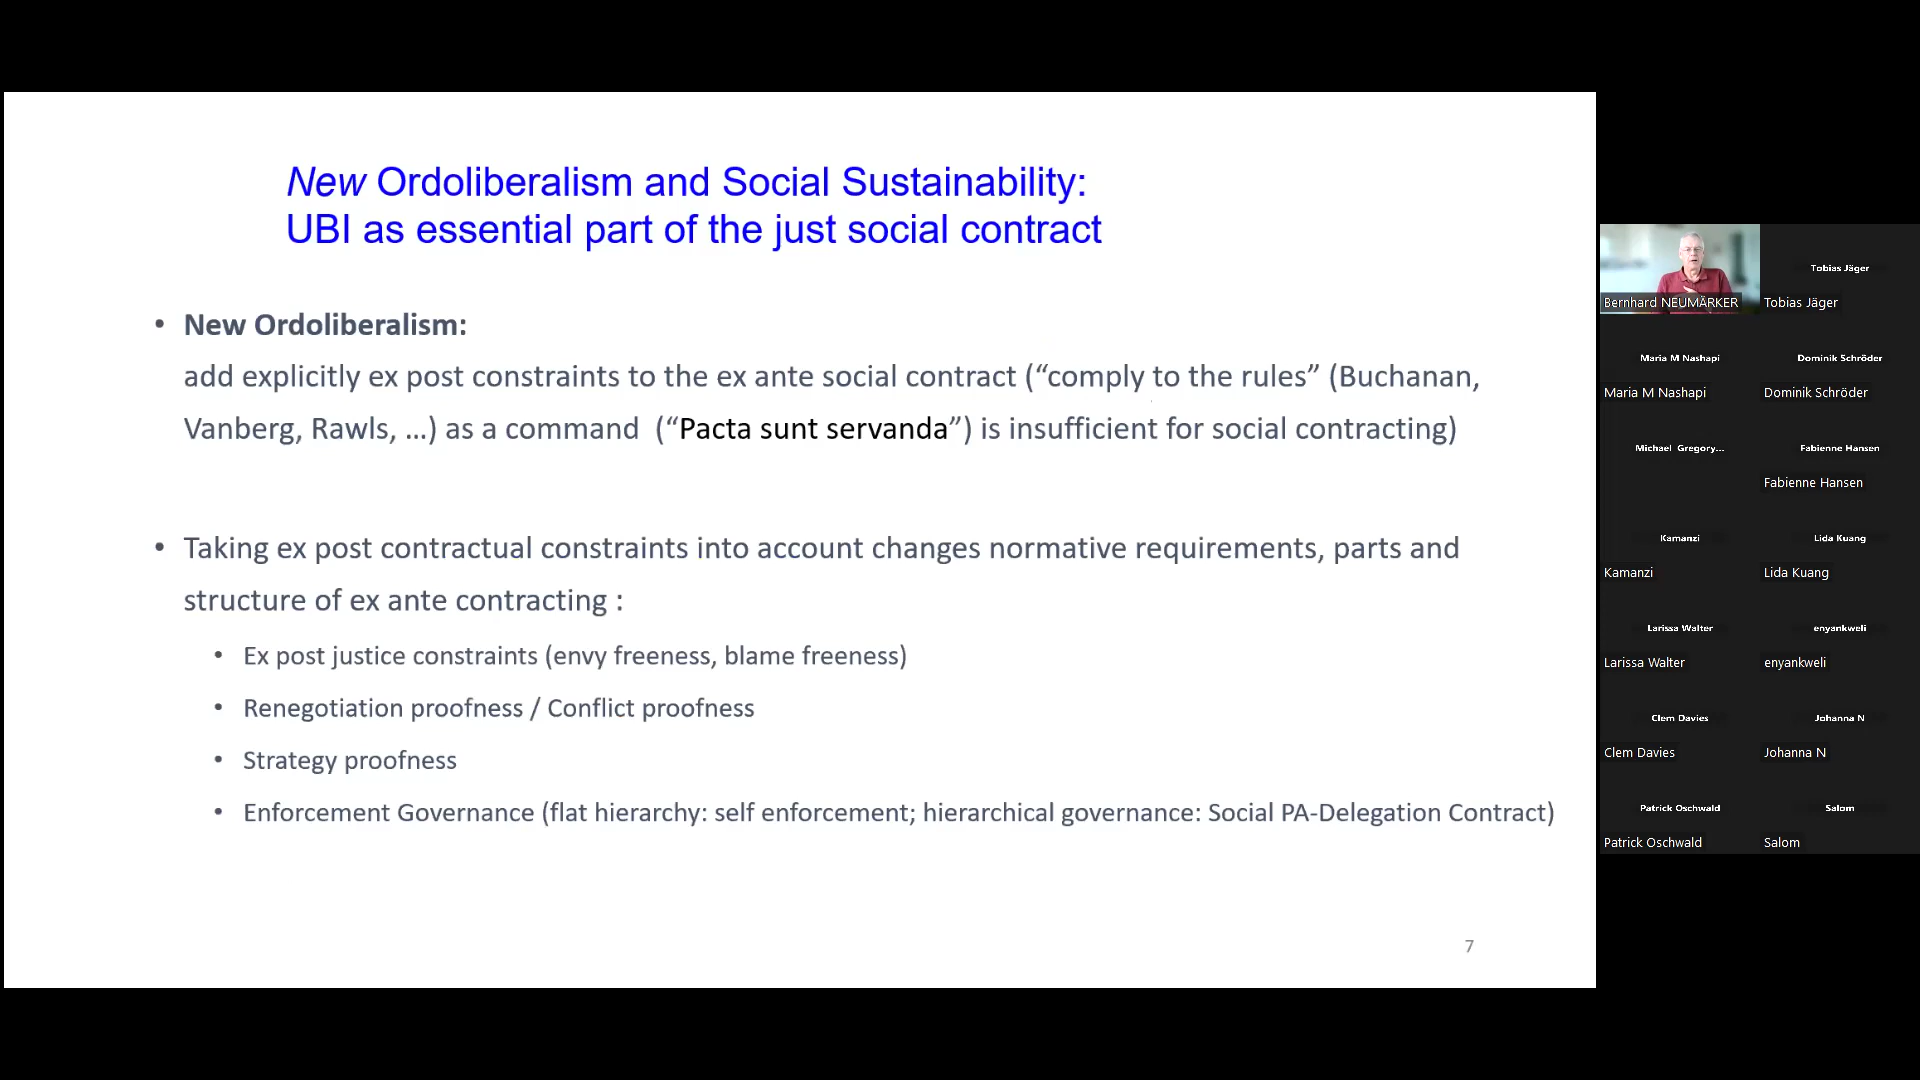 New Ordoliberalism and Social Sustainability:
UBI as essential part of the just social contract
• New Ordoliberalism:
add explicitly ex post constraints to the ex ante social contract (“comply to the rules” (Buchanan,
Vanberg, Rawls, …) as a command (“Pacta sunt servanda”) is insufficient for social contracting)
• Taking ex post contractual constraints into account changes normative requirements, parts and
structure of ex ante contracting :
• Ex post justice constraints (envy freeness, blame freeness)
• Renegotiation proofness / Conflict proofness
• Strategy proofness
• Enforcement Governance (flat hierarchy: self enforcement; hierarchical governance: Social PA-Delegation Contract)
7
Bernhard NEUMÄRKER
Tobias Jäger
Tobias Jäger
Maria M Nashapi
Maria M Nashapi
Dominik Schröder
Dominik Schröder
Michael Gregory...
Fabienne Hansen
Fabienne Hansen
Kamanzi
Kamanzi
Lida Kuang
Lida Kuang
Larissa Walter
Larissa Walter
enyankweli
enyankweli
Clem Davies
Clem Davies
Johanna N
Johanna N
Patrick Oschwald
Patrick Oschwald
Salom
Salom